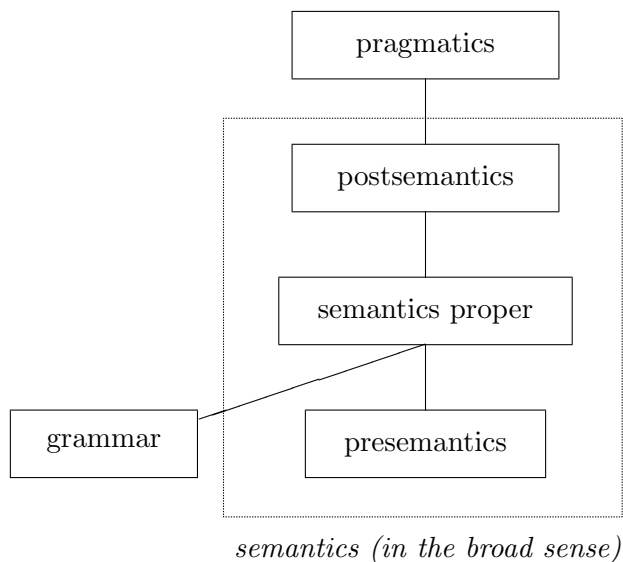 pragmatics
postsemantics
semantics proper
grammar
presemantics
semantics (in the broad sense)